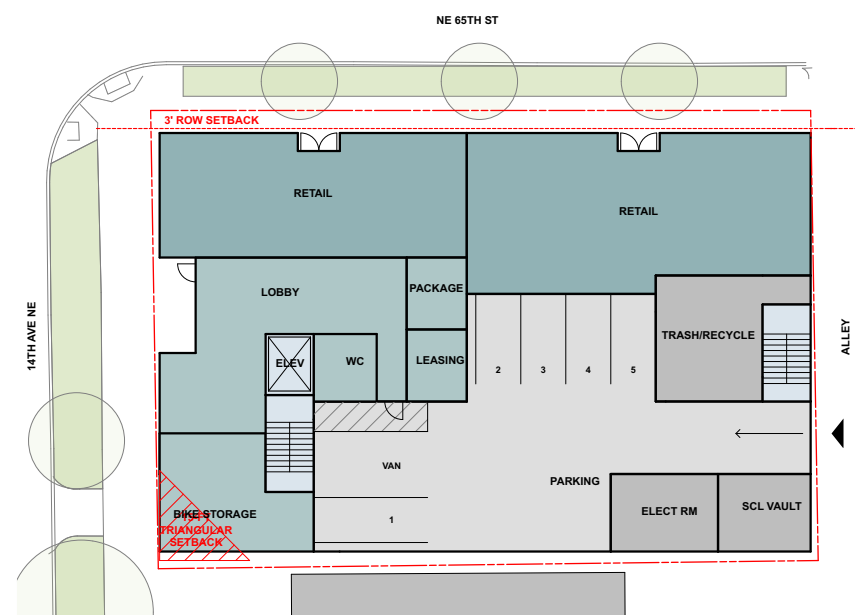 NE 65TH ST
3' ROW SETBACK
RETAIL
RETAIL
LOBBY
PACKAGE
14TH AVE NE
ALLEY
TRASH/RECYCLE
ELEV
WC
LEASING
2
3
4
5
VAN
PARKING
1
ELECT RM
SCL VAULT
BIKE STORAGE
TRIANGULAR
SETBACK